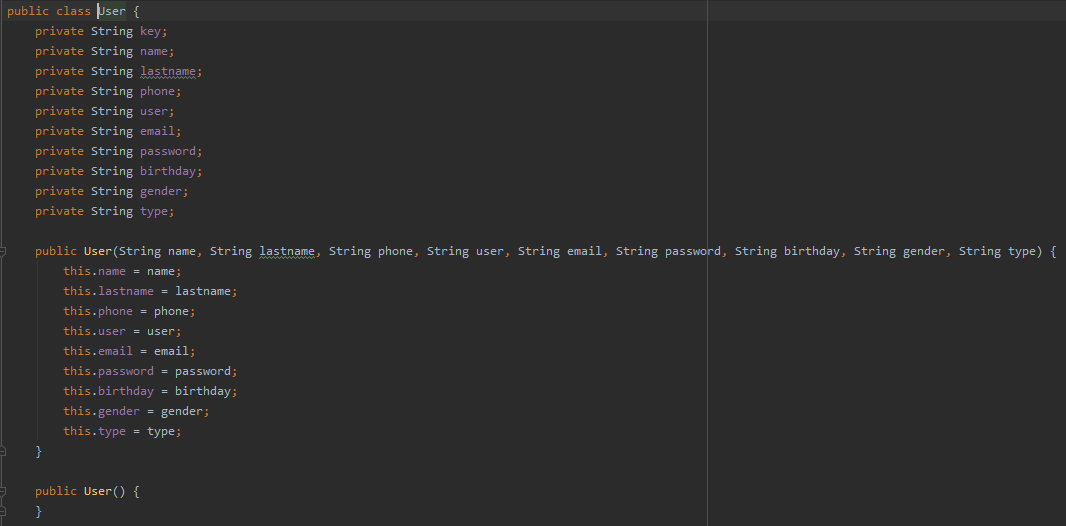 public class User {
private String key;
private String name;
private String lastname;
private String phone;
private String user;
private String email;
private String password;
private String birthday;
private String gender;
private String type;
public User(String name, String lastname, String phone, String user, String email, String password, String birthday, String gender, String type) {
this.name = name;
this.lastname = lastname;
this.phone = phone;
this.user = user;
this.email = email;
this.password = password;
this.birthday = birthday;
this.gender = gender;
this.type = type;
}
public User() {
}